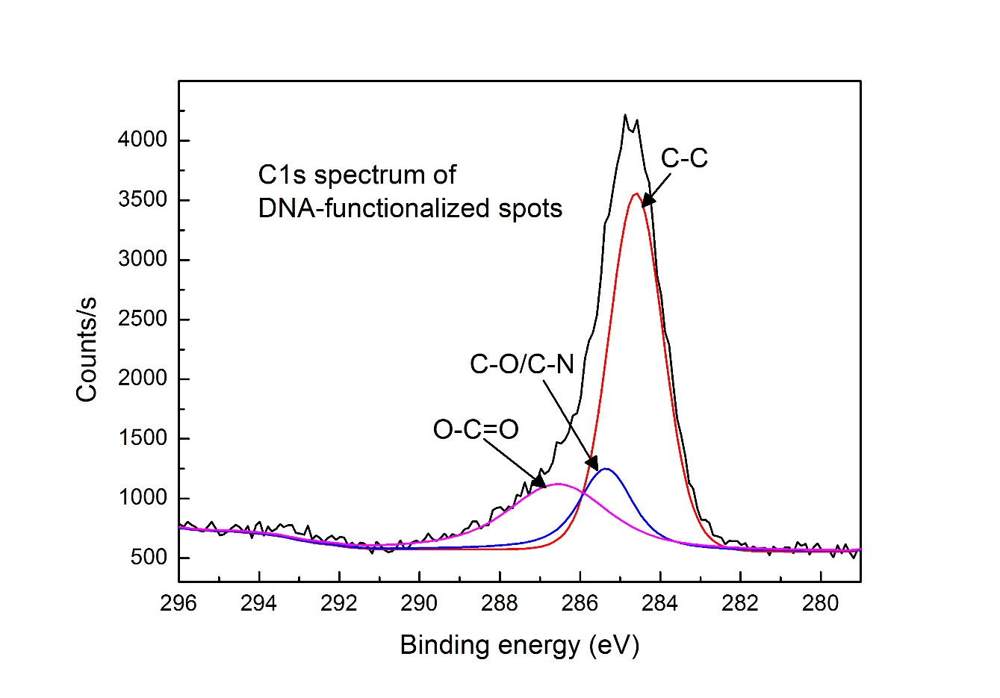 4000
3500
3000
2500
2000
1500
1000
500
Counts/s
C1s spectrum of
DNA-functionalized spots
C-C
C-O/C-N
O-C=O
296 294 292 290 288 286 284 282 280
Binding energy (eV)